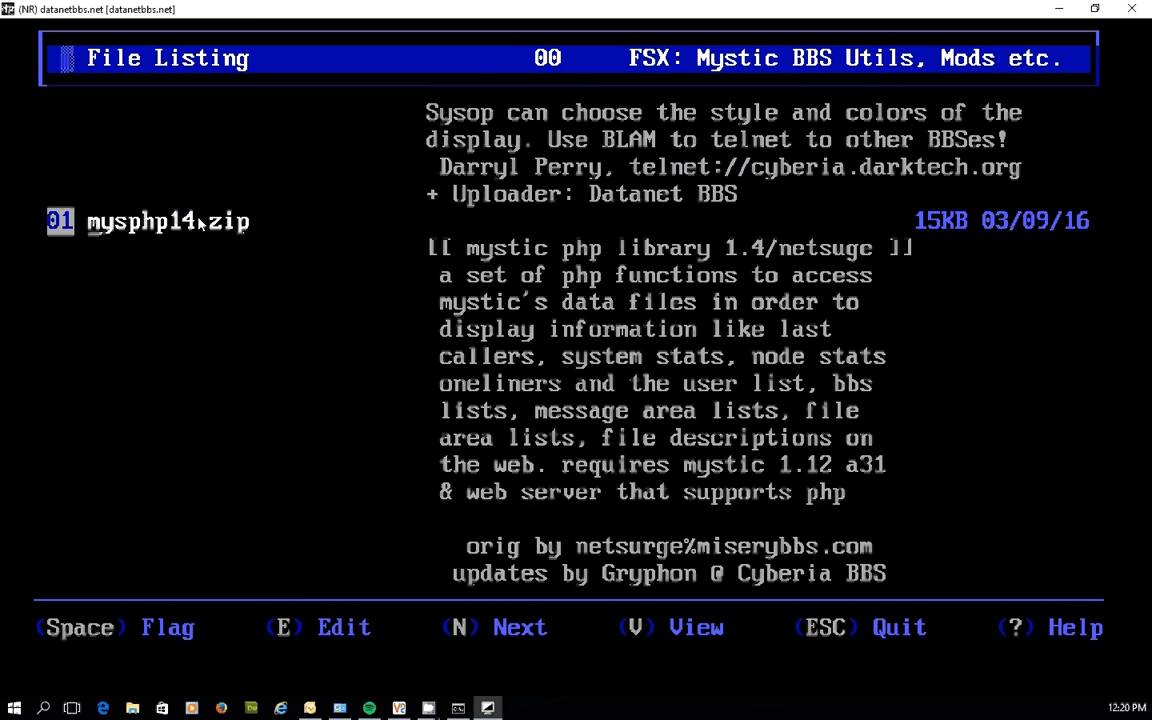 (NR) datanetbbs.net [datanetbbs.net]
File Listing 00 FSX: Mystic BBS Utils, Mods etc.
Sysop can choose the style and colors of the
display. Use BLAM to telnet to other BBSes!
Darryl Perry, telnet://cyberia.darktech.org
+ Uploader: Datanet BBS
01 mysphp14.zip 15KB 03/09/16
[[ mystic php library 1.4/netsuge ]]
a set of php functions to access
mystic's data files in order to
display information like last
callers, system stats, node stats
oneliners and the user list, bbs
lists, message area lists, file
area lists, file descriptions on
the web. requires mystic 1.12 a31
& web server that supports php
orig by netsurge%miserybbs.com
updates by Gryphon @ Cyberia BBS
(Space) Flag (E) Edit (N) Next (V) View (ESC) Quit (?) Help
12:20 PM